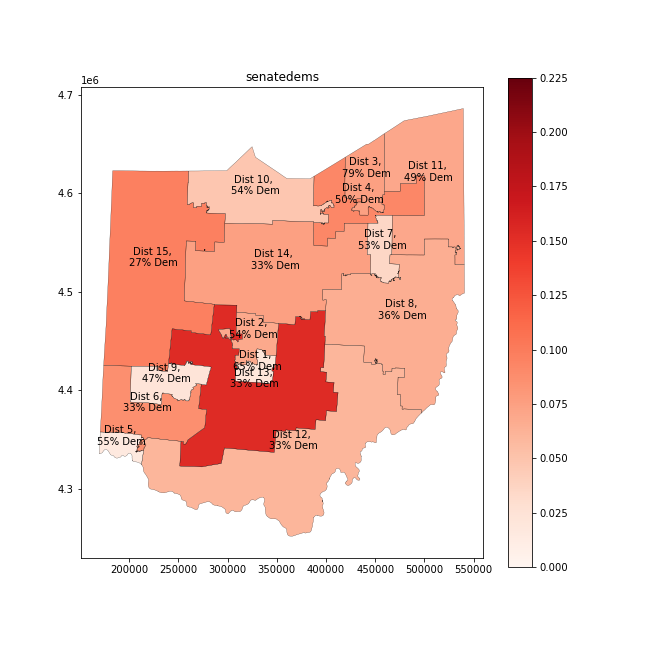 senatedems
1e6
4.7
4.6
4.5
4.4
4.3
Dist 3,
79% Dem
Dist 11,
49% Dem
Dist 10,
54% Dem
Dist 4,
50% Dem
Dist 7,
53% Dem
Dist 15,
27% Dem
Dist 14,
33% Dem
Dist 8,
36% Dem
Dist 2,
54% Dem
Dist 1,
65% Dem
Dist 13,
33% Dem
Dist 9,
47% Dem
Dist 6,
33% Dem
Dist 5,
55% Dem
Dist 12,
33% Dem
200000 250000 300000 350000 400000 450000 500000 550000
0.225
0.200
0.175
0.150
0.125
0.100
0.075
0.050
0.025
0.000